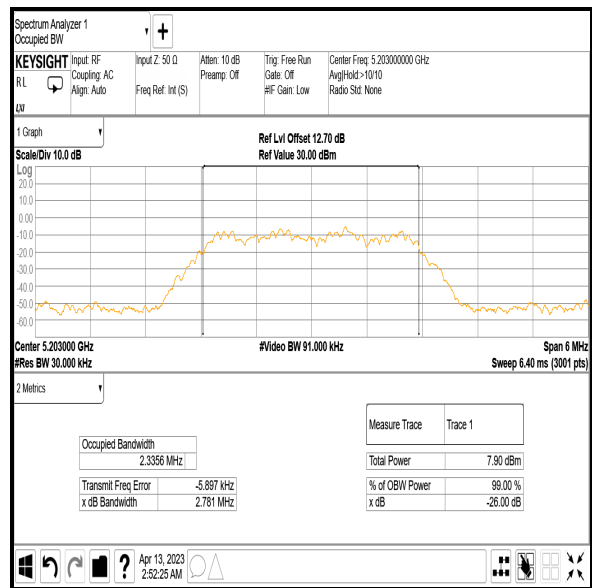 Spectrum Analyzer 1
Occupied BW
KEYSIGHT
RL
LXI
Input: RF
Coupling: AC
Align: Auto
Input Z: 50 Ω
Freq Ref: Int (S)
Atten: 10 dB
Preamp: Off
Trig: Free Run
Gate: Off
#IF Gain: Low
Center Freq: 5.203000000 GHz
Avg|Hold:>10/10
Radio Std: None
1 Graph
Scale/Div 10.0 dB
Ref Lvl Offset 12.70 dB
Ref Value 30.00 dBm
Log
20.0
10.0
0.00
-10.0
-20.0
-30.0
-40.0
-50.0
-60.0
Center 5.203000 GHz
#Video BW 91.000 kHz
Span 6 MHz
#Res BW 30.000 kHz
Sweep 6.40 ms (3001 pts)
2 Metrics
Occupied Bandwidth
2.3356 MHz
Transmit Freq Error -5.897 kHz
x dB Bandwidth 2.781 MHz
Measure Trace Trace 1
Total Power 7.90 dBm
% of OBW Power 99.00 %
x dB -26.00 dB
?
Apr 13, 2023
2:52:25 AM